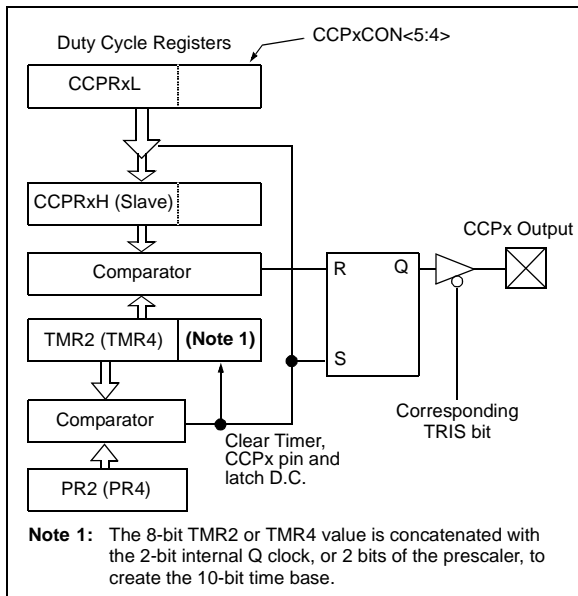 Duty Cycle Registers
CCPxCON<5:4>
CCPRxL
CCPRxH (Slave)
CCPx Output
Comparator
R
Q
TMR2 (TMR4)
(Note 1)
S
Comparator
Corresponding
TRIS bit
Clear Timer,
CCPx pin and
latch D.C.
PR2 (PR4)
Note 1: The 8-bit TMR2 or TMR4 value is concatenated with
the 2-bit internal Q clock, or 2 bits of the prescaler, to
create the 10-bit time base.